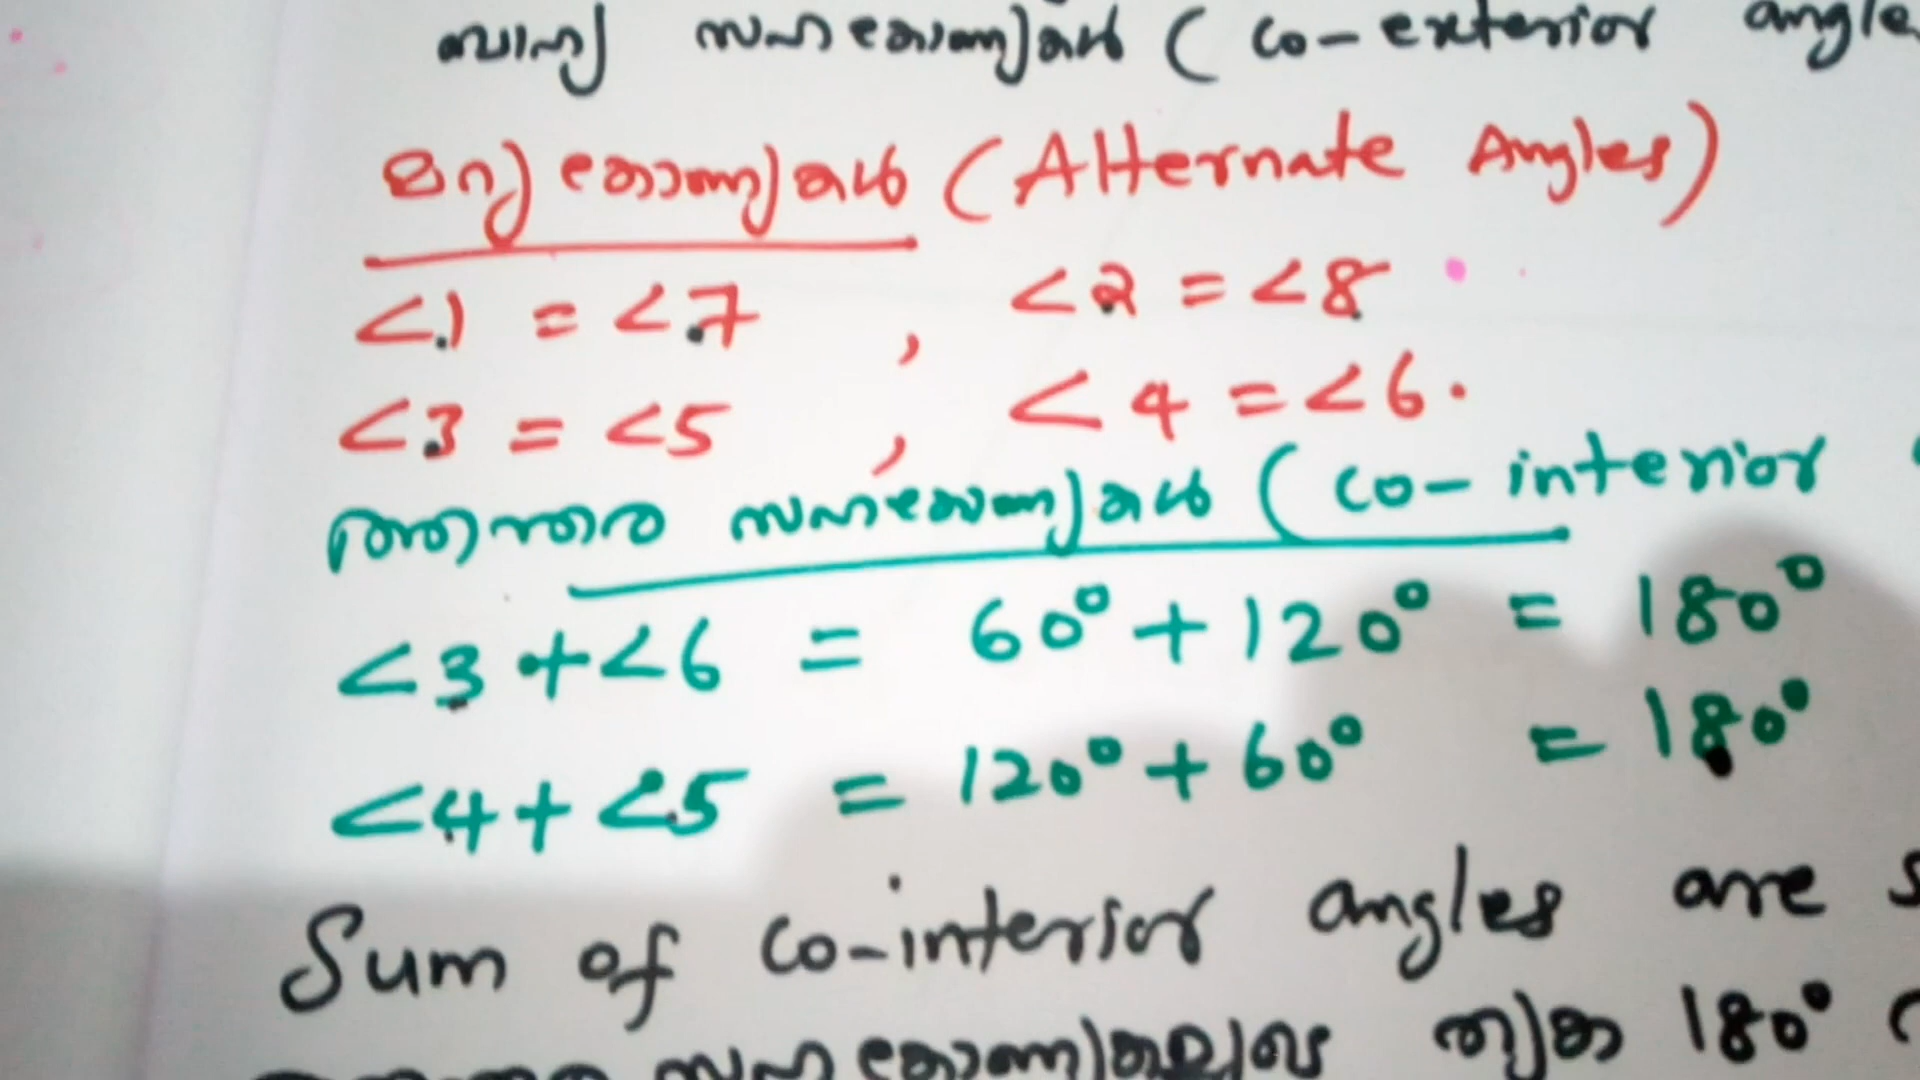 ബാഹ്യ സഹകോണുകൾ (co-exterior angle
മറുകോണുകൾ (Alternate Angles)
<1 = <7 , <2 = <8
<3 = <5 , <4 = <6.
ആന്തര സഹകോണുകൾ (co-interior
<3 + <6 = 60° + 120° = 180°
<4 + <5 = 120° + 60° = 180°
Sum of co-interior angles are
സഹകോണുകളുടെ തുക 180°